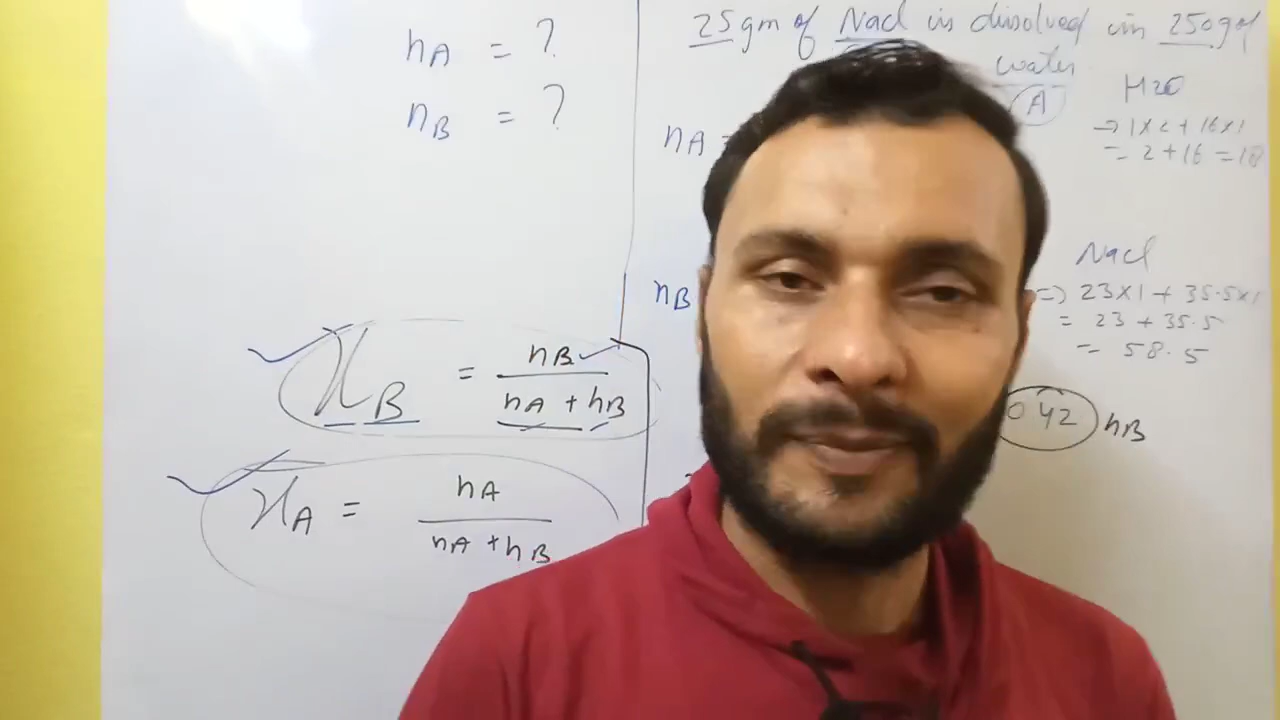 nA = ?
nB = ?
xB = nB / nA + nB
xA = nA / nA + nB
25gm of Nacl is dissolved in 250g of
water
A
H2O
nA =
→ 1×2 + 16×1
= 2+16 = 18
Nacl
nB
=) 23×1 + 35.5×1
= 23 + 35.5
= 58.5
042 nB